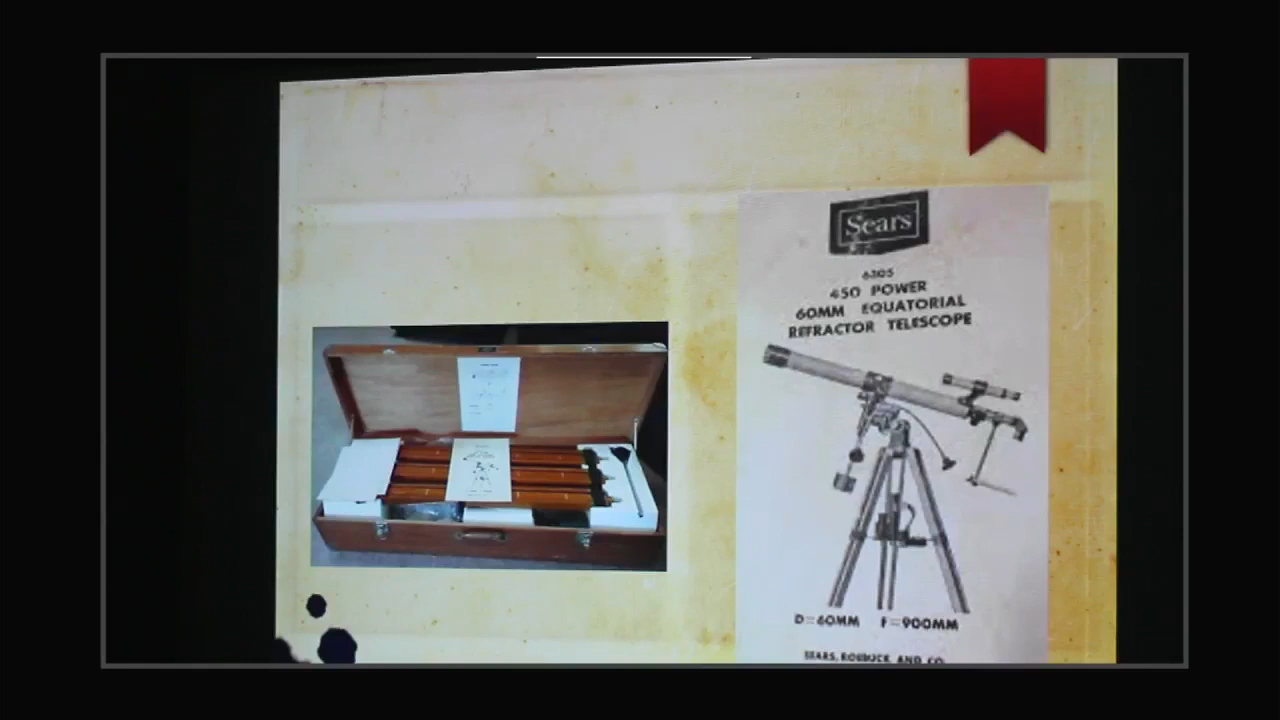 Sears
6305
450 POWER
60MM EQUATORIAL
REFRACTOR TELESCOPE
D=60MM F=900MM
SEARS, ROEBUCK AND CO.